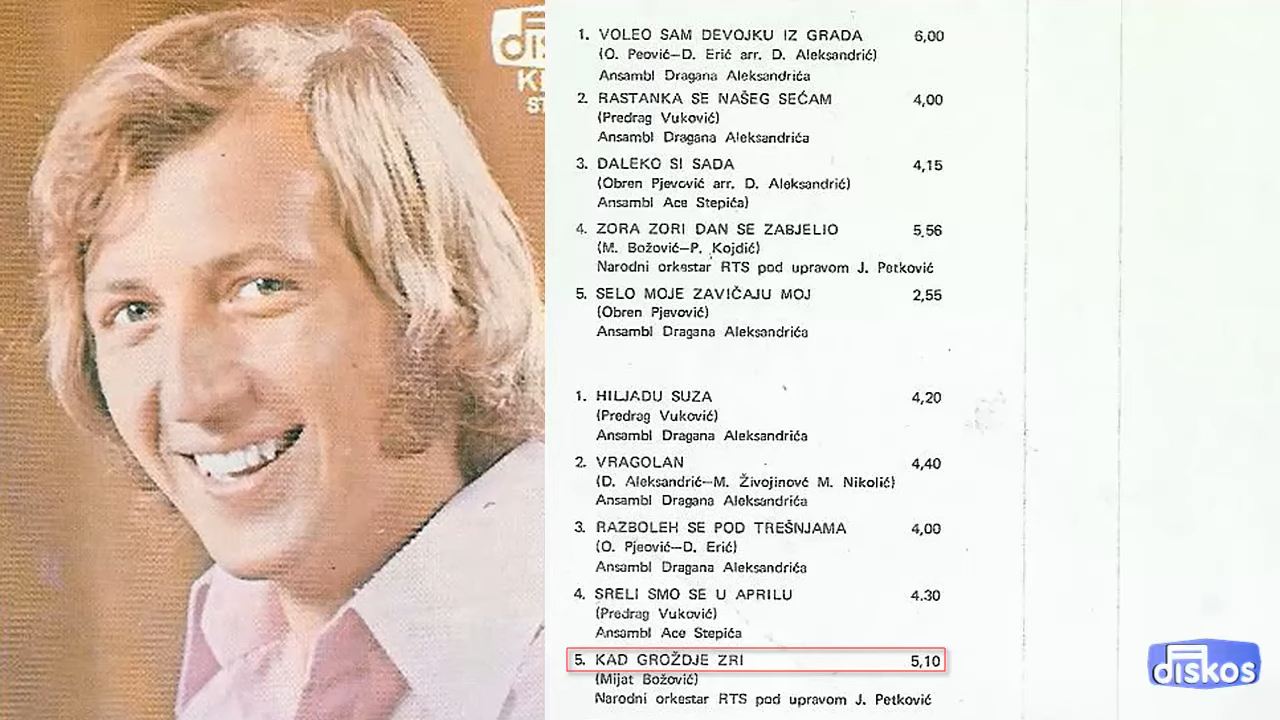 diskos
1. VOLEO SAM DEVOJKU IZ GRADA 6,00
(O. Peović–D. Erić arr. D. Aleksandrić)
Ansambl Dragana Aleksandrića
2. RASTANKA SE NAŠEG SEĆAM 4,00
(Predrag Vuković)
Ansambl Dragana Aleksandrića
3. DALEKO SI SADA 4,15
(Obren Pjevović arr. D. Aleksandrić)
Ansambl Ace Stepića)
4. ZORA ZORI DAN SE ZABJELIO 5,56
(M. Božović–P. Kojdić)
Narodni orkestar RTS pod upravom J. Petković
5. SELO MOJE ZAVIČAJU MOJ 2,55
(Obren Pjevović)
Ansambl Dragana Aleksandrića
1. HILJADU SUZA 4,20
(Predrag Vuković)
Ansambl Dragana Aleksandrića
2. VRAGOLAN 4,40
(D. Aleksandrić–M. Živojinovć M. Nikolić)
Ansambl Dragana Aleksandrića
3. RAZBOLEH SE POD TREŠNJAMA 4,00
(O. Pjeović–D. Erić)
Ansambl Dragana Aleksandrića
4. SRELI SMO SE U APRILU 4.30
(Predrag Vuković)
Ansambl Ace Stepića
5. KAD GROŽDJE ZRI 5,10
(Mijat Božović)
Narodni orkestar RTS pod upravom J. Petković